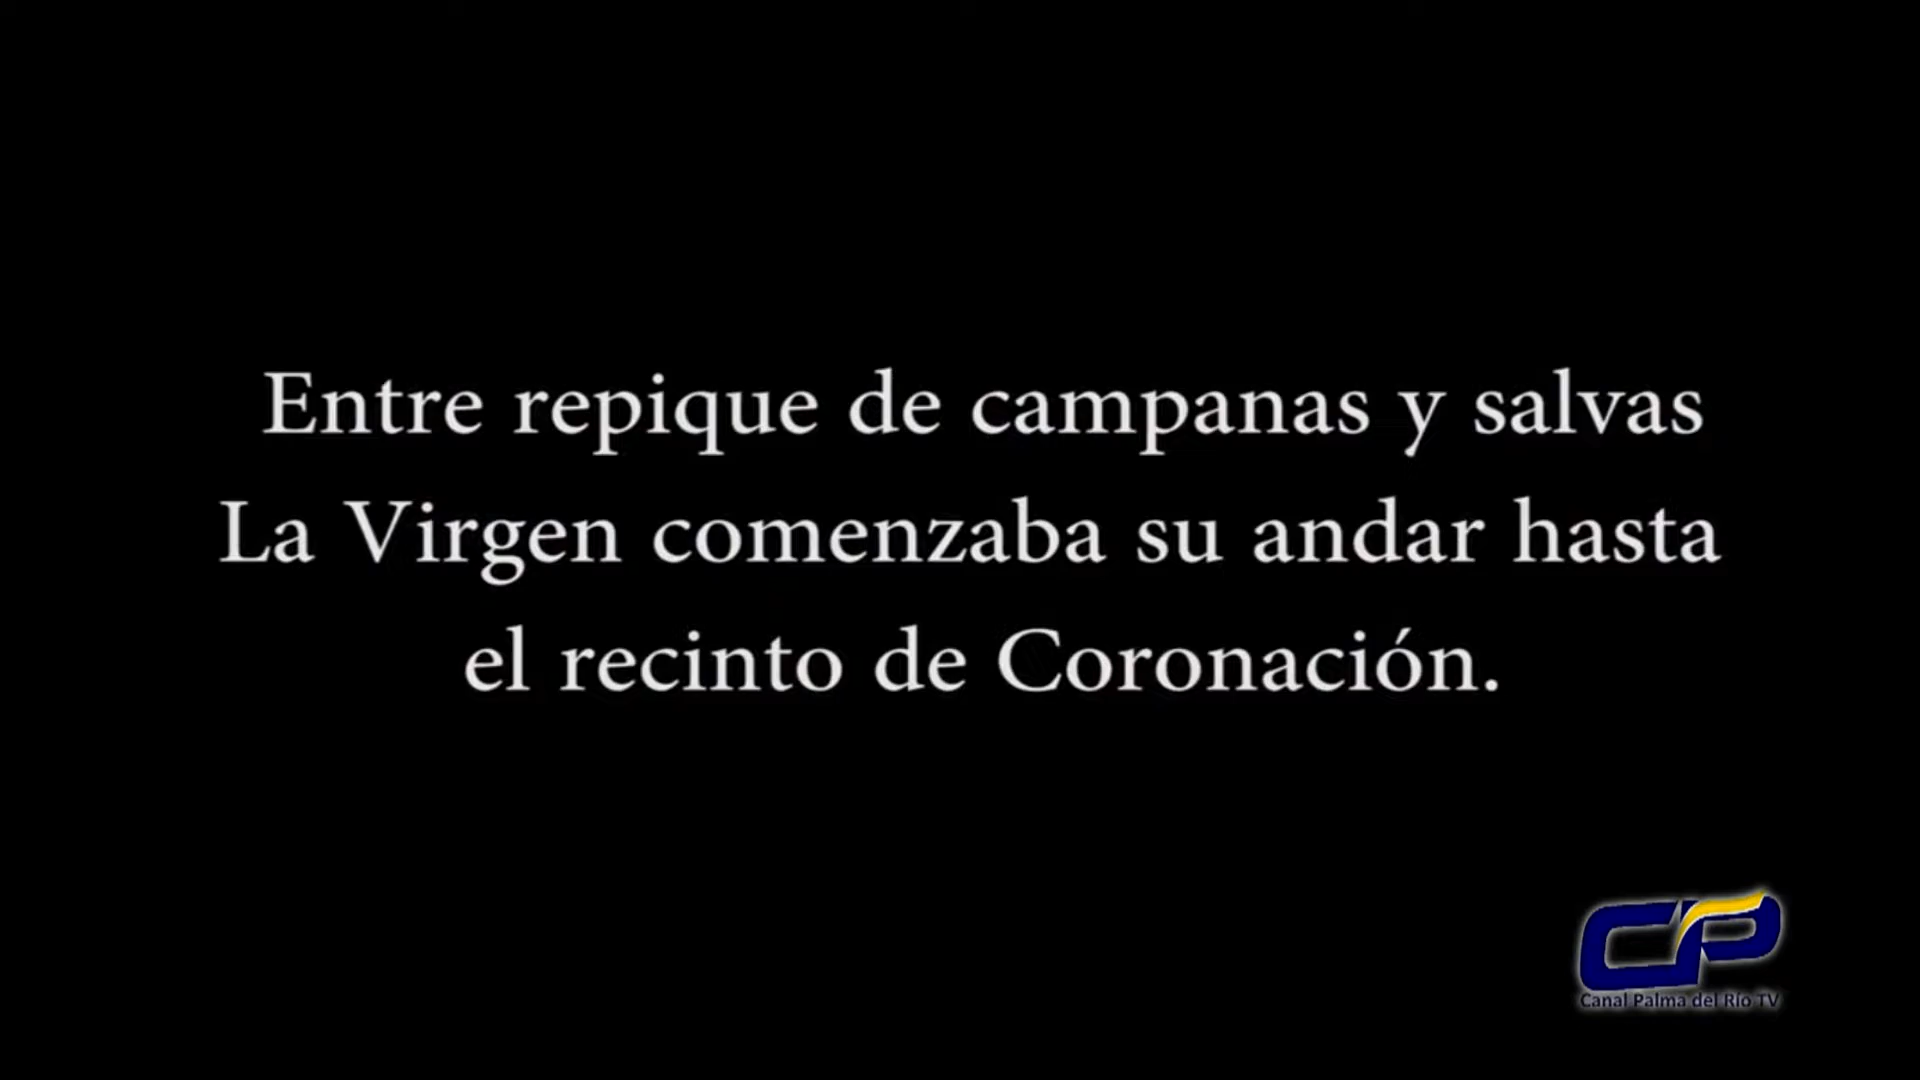 Entre repique de campanas y salvas
La Virgen comenzaba su andar hasta
el recinto de Coronación.
CP
Canal Palma del Río TV